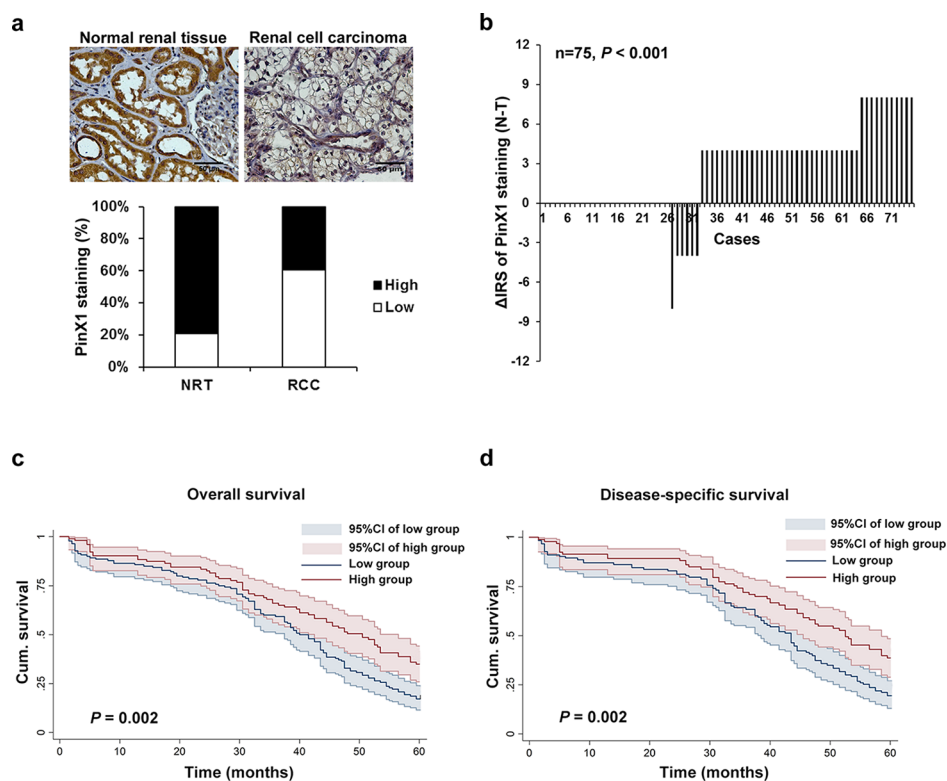 a
Normal renal tissue
Renal cell carcinoma
50 μm
50 μm
100%
80%
60%
40%
20%
0%
PinX1 staining (%)
High
Low
NRT
RCC
b
n=75, P < 0.001
12
9
6
3
0
-3
-6
-9
-12
ΔIRS of PinX1 staining (N-T)
1 6 11 16 21 26 31 36 41 46 51 56 61 66 71
Cases
c
Overall survival
95%CI of low group
95%CI of high group
Low group
High group
1
.75
.5
.25
0
Cum. survival
P = 0.002
0 10 20 30 40 50 60
Time (months)
d
Disease-specific survival
95%CI of low group
95%CI of high group
Low group
High group
1
.75
.5
.25
0
Cum. survival
P = 0.002
0 10 20 30 40 50 60
Time (months)